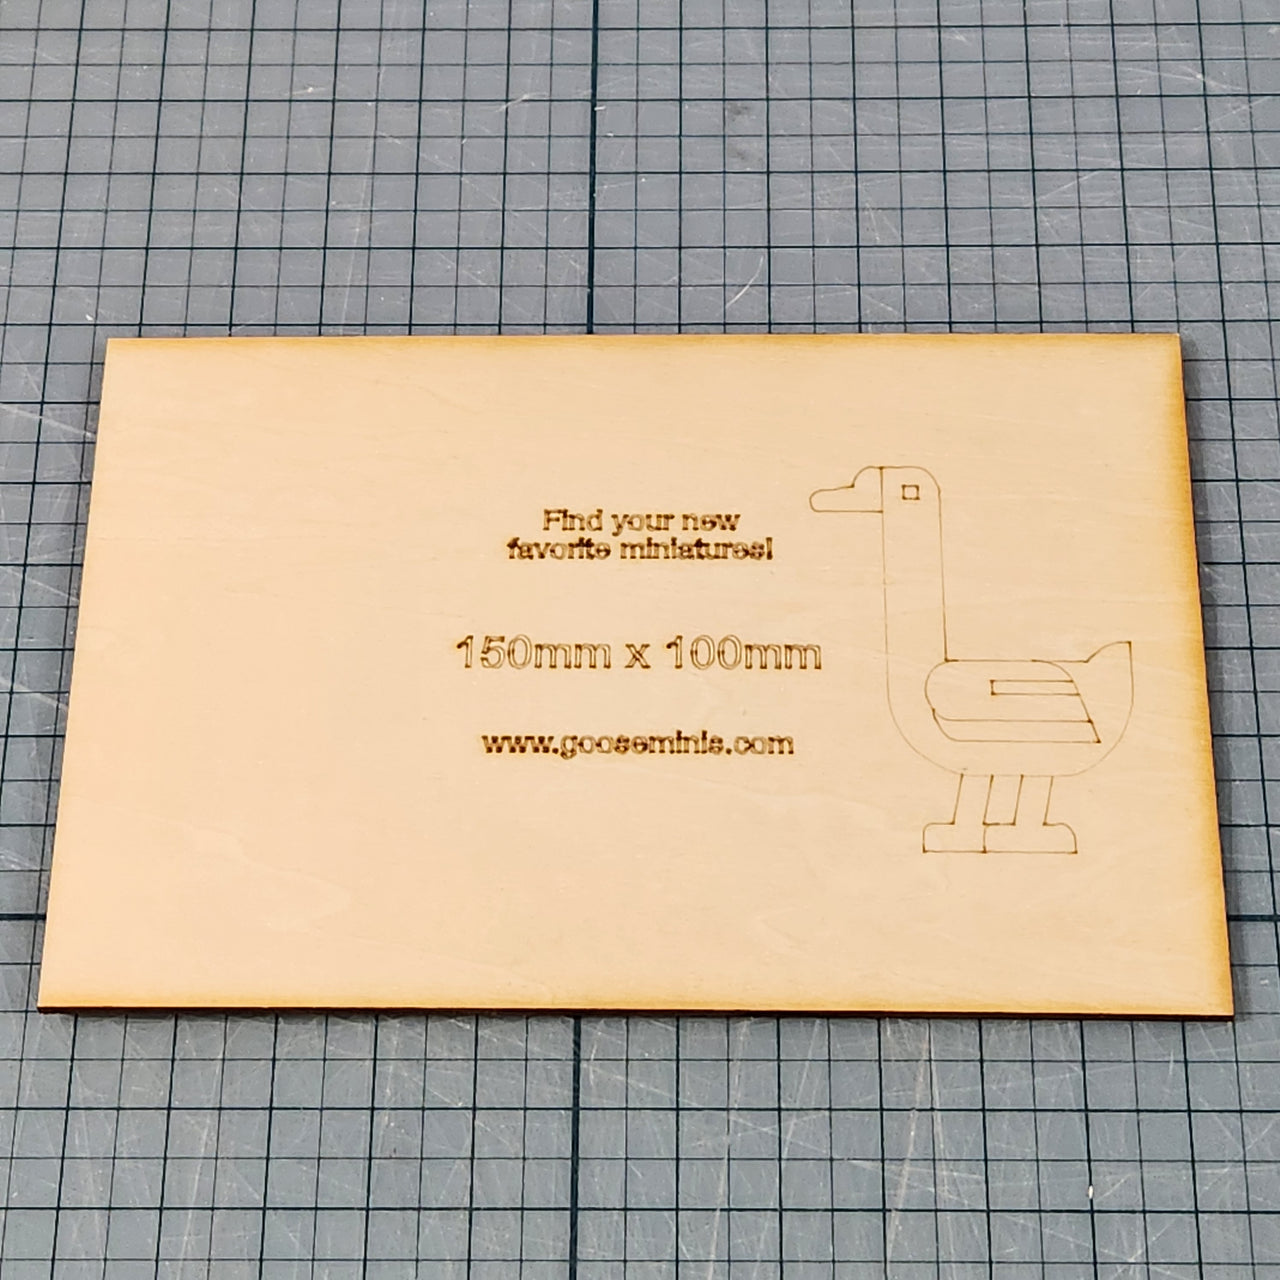 Find your new
favorite miniatures!
150mm x 100mm
www.gooseminis.com